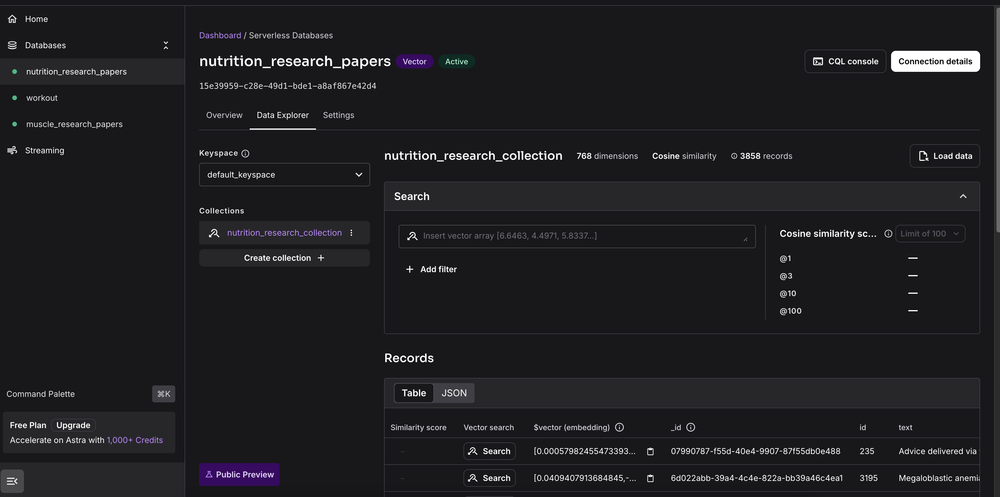 Home
Databases
nutrition_research_papers
workout
muscle_research_papers
Streaming
Command Palette
⌘K
Free Plan
Upgrade
Accelerate on Astra with 1,000+ Credits
Dashboard / Serverless Databases
nutrition_research_papers
Vector
Active
CQL console
Connection details
15e39959-c28e-49d1-bde1-a8af867e42d4
Overview
Data Explorer
Settings
Keyspace
default_keyspace
Collections
nutrition_research_collection
Create collection +
Public Preview
nutrition_research_collection
768 dimensions
Cosine similarity
3858 records
Load data
Search
Insert vector array [6.6463, 4.4971, 5.8337...]
+ Add filter
Cosine similarity sc...
Limit of 100
@1 —
@3 —
@10 —
@100 —
Records
Table
JSON
Similarity score Vector search $vector (embedding) _id id text
– Search [0.00057982455473393... 07990787-f55d-40e4-9907-87f55db0e488 235 Advice delivered via
– Search [0.0409407913684845,-... 6d022abb-39a4-4c4e-822a-bb39a46c4ea1 3195 Megaloblastic anemi